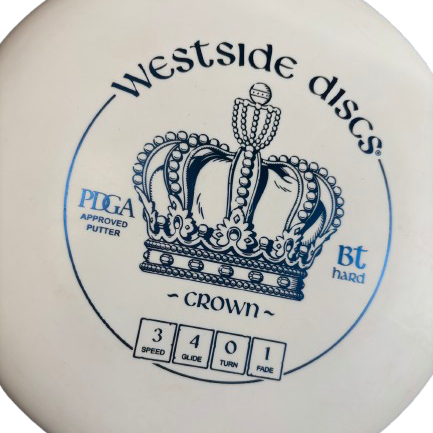 Westside Discs®
PDGA
APPROVED
PUTTER
Bt
hard
~ CROWN ~
3 4 0 1
SPEED GLIDE TURN FADE